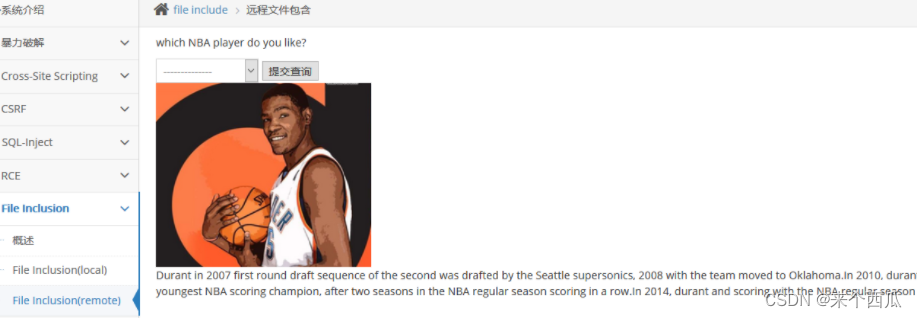 系统介绍
file include > 远程文件包含
暴力破解
Cross-Site Scripting
CSRF
SQL-Inject
RCE
File Inclusion
概述
File Inclusion(local)
File Inclusion(remote)
which NBA player do you like?
--------------
提交查询
Durant in 2007 first round draft sequence of the second was drafted by the Seattle supersonics, 2008 with the team moved to Oklahoma.In 2010, duran
youngest NBA scoring champion, after two seasons in the NBA regular season scoring in a row.In 2014, durant and scoring with the NBA regular season
CSDN @来个西瓜